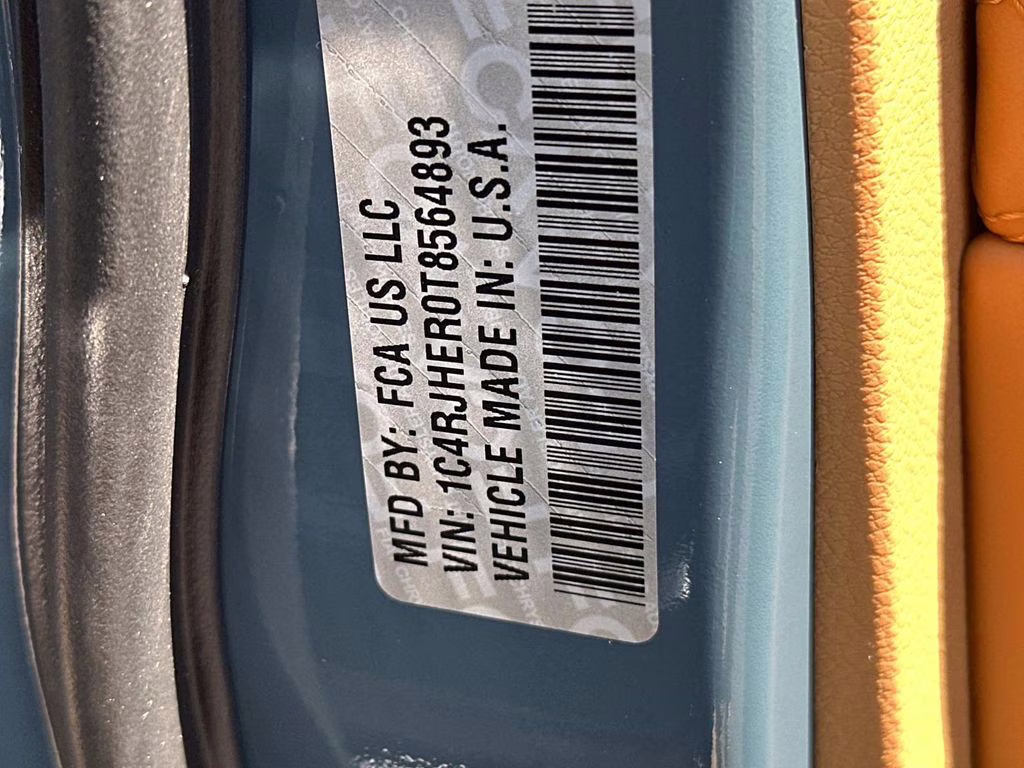 MFD BY: FCA US LLC
VIN: 1C4RJHER0T8564893
VEHICLE MADE IN: U.S.A.